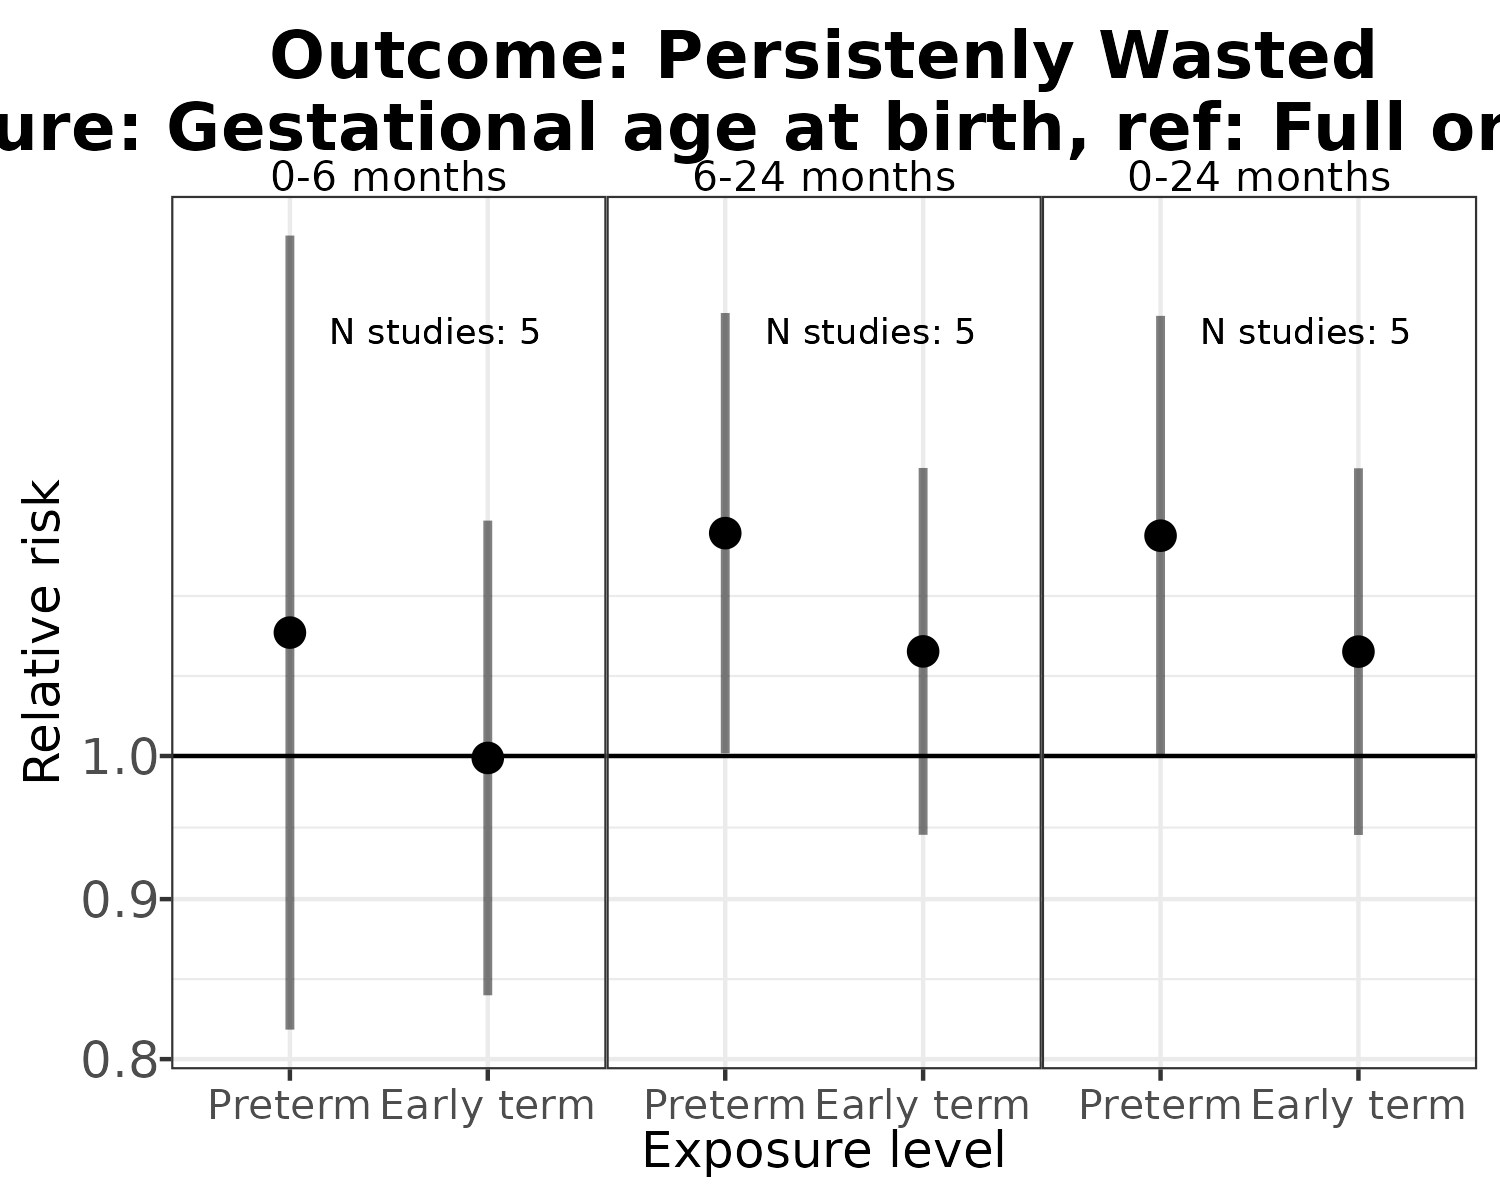 Outcome: Persistenly Wasted
ure: Gestational age at birth, ref: Full or
0-6 months 6-24 months 0-24 months
N studies: 5 N studies: 5 N studies: 5
Relative risk
1.0
0.9
0.8
Preterm Early term Preterm Early term Preterm Early term
Exposure level